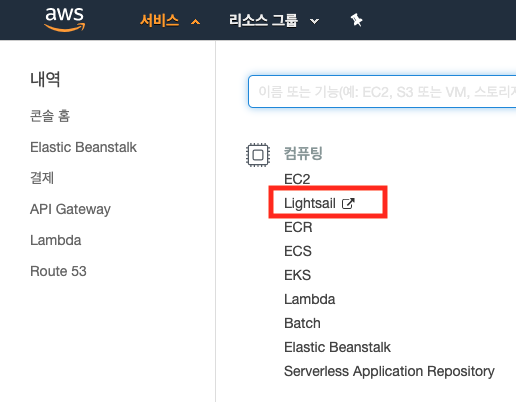 aws
서비스
리소스 그룹
내역
콘솔 홈
Elastic Beanstalk
결제
API Gateway
Lambda
Route 53
이름 또는 기능(예: EC2, S3 또는 VM, 스토리지
컴퓨팅
EC2
Lightsail
ECR
ECS
EKS
Lambda
Batch
Elastic Beanstalk
Serverless Application Repository